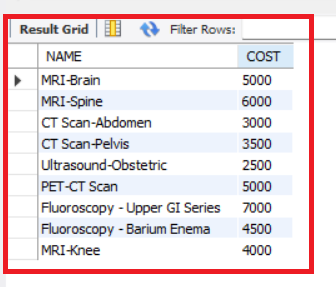 Result Grid Filter Rows:
NAME COST
MRI-Brain 5000
MRI-Spine 6000
CT Scan-Abdomen 3000
CT Scan-Pelvis 3500
Ultrasound-Obstetric 2500
PET-CT Scan 5000
Fluoroscopy - Upper GI Series 7000
Fluoroscopy - Barium Enema 4500
MRI-Knee 4000